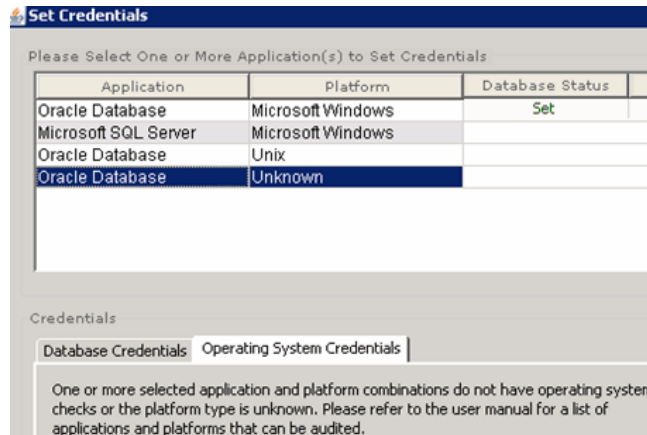 Set Credentials
Please Select One or More Application(s) to Set Credentials
Application Platform Database Status
Oracle Database Microsoft Windows Set
Microsoft SQL Server Microsoft Windows
Oracle Database Unix
Oracle Database Unknown
Credentials
Database Credentials Operating System Credentials
One or more selected application and platform combinations do not have operating system
checks or the platform type is unknown. Please refer to the user manual for a list of
applications and platforms that can be audited.